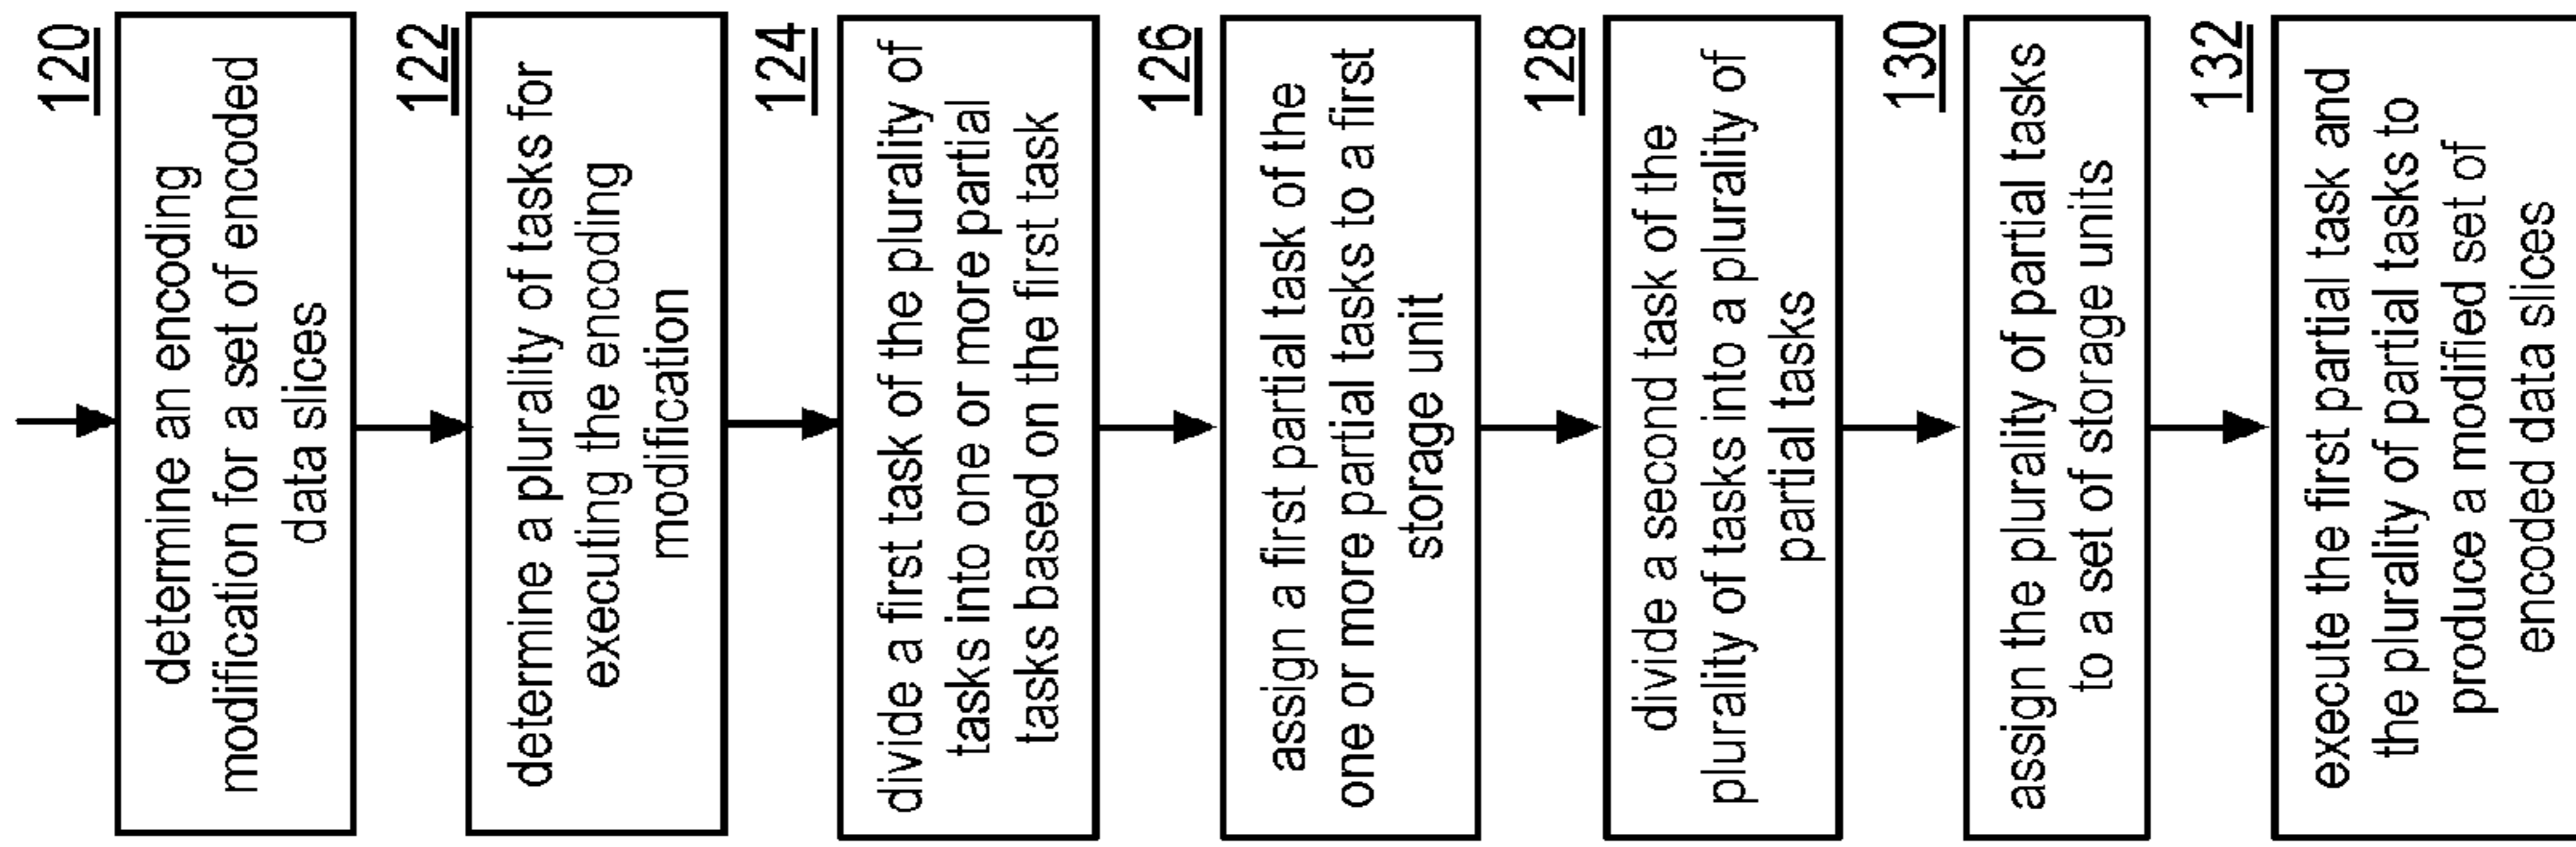 120
determine an encoding
modification for a set of encoded
data slices
122
determine a plurality of tasks for
executing the encoding
modification
124
divide a first task of the plurality of
tasks into one or more partial
tasks based on the first task
126
assign a first partial task of the
one or more partial tasks to a first
storage unit
128
divide a second task of the
plurality of tasks into a plurality of
partial tasks
130
assign the plurality of partial tasks
to a set of storage units
132
execute the first partial task and
the plurality of partial tasks to
produce a modified set of
encoded data slices